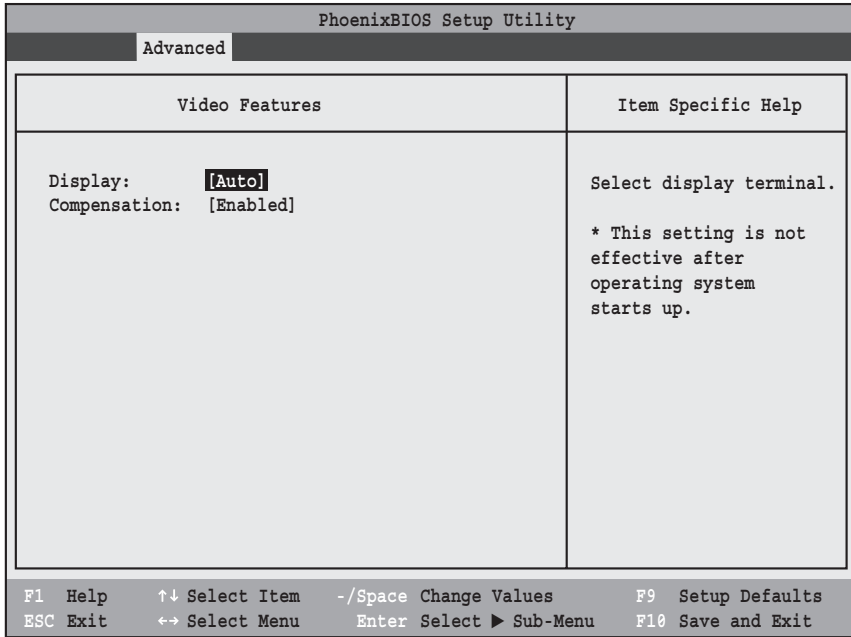 PhoenixBIOS Setup Utility
Advanced
Video Features
Item Specific Help
Display: [Auto]
Compensation: [Enabled]
Select display terminal.
* This setting is not
effective after
operating system
starts up.
F1 Help ↑↓ Select Item -/Space Change Values F9 Setup Defaults
ESC Exit ←→ Select Menu Enter Select ▶ Sub-Menu F10 Save and Exit